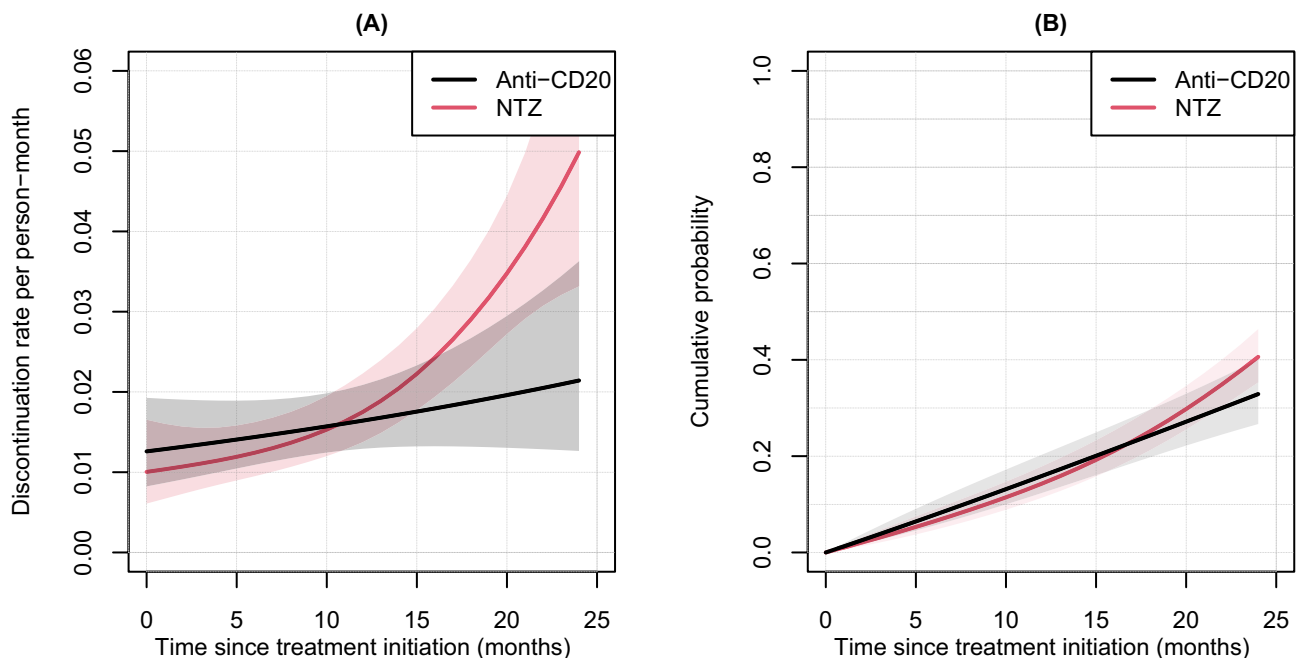 (A)
Discontinuation rate per person−month
0.06
0.05
0.04
0.03
0.02
0.01
0.00
Anti−CD20
NTZ
0 5 10 15 20 25
Time since treatment initiation (months)
(B)
Cumulative probability
1.0
0.8
0.6
0.4
0.2
0.0
Anti−CD20
NTZ
0 5 10 15 20 25
Time since treatment initiation (months)